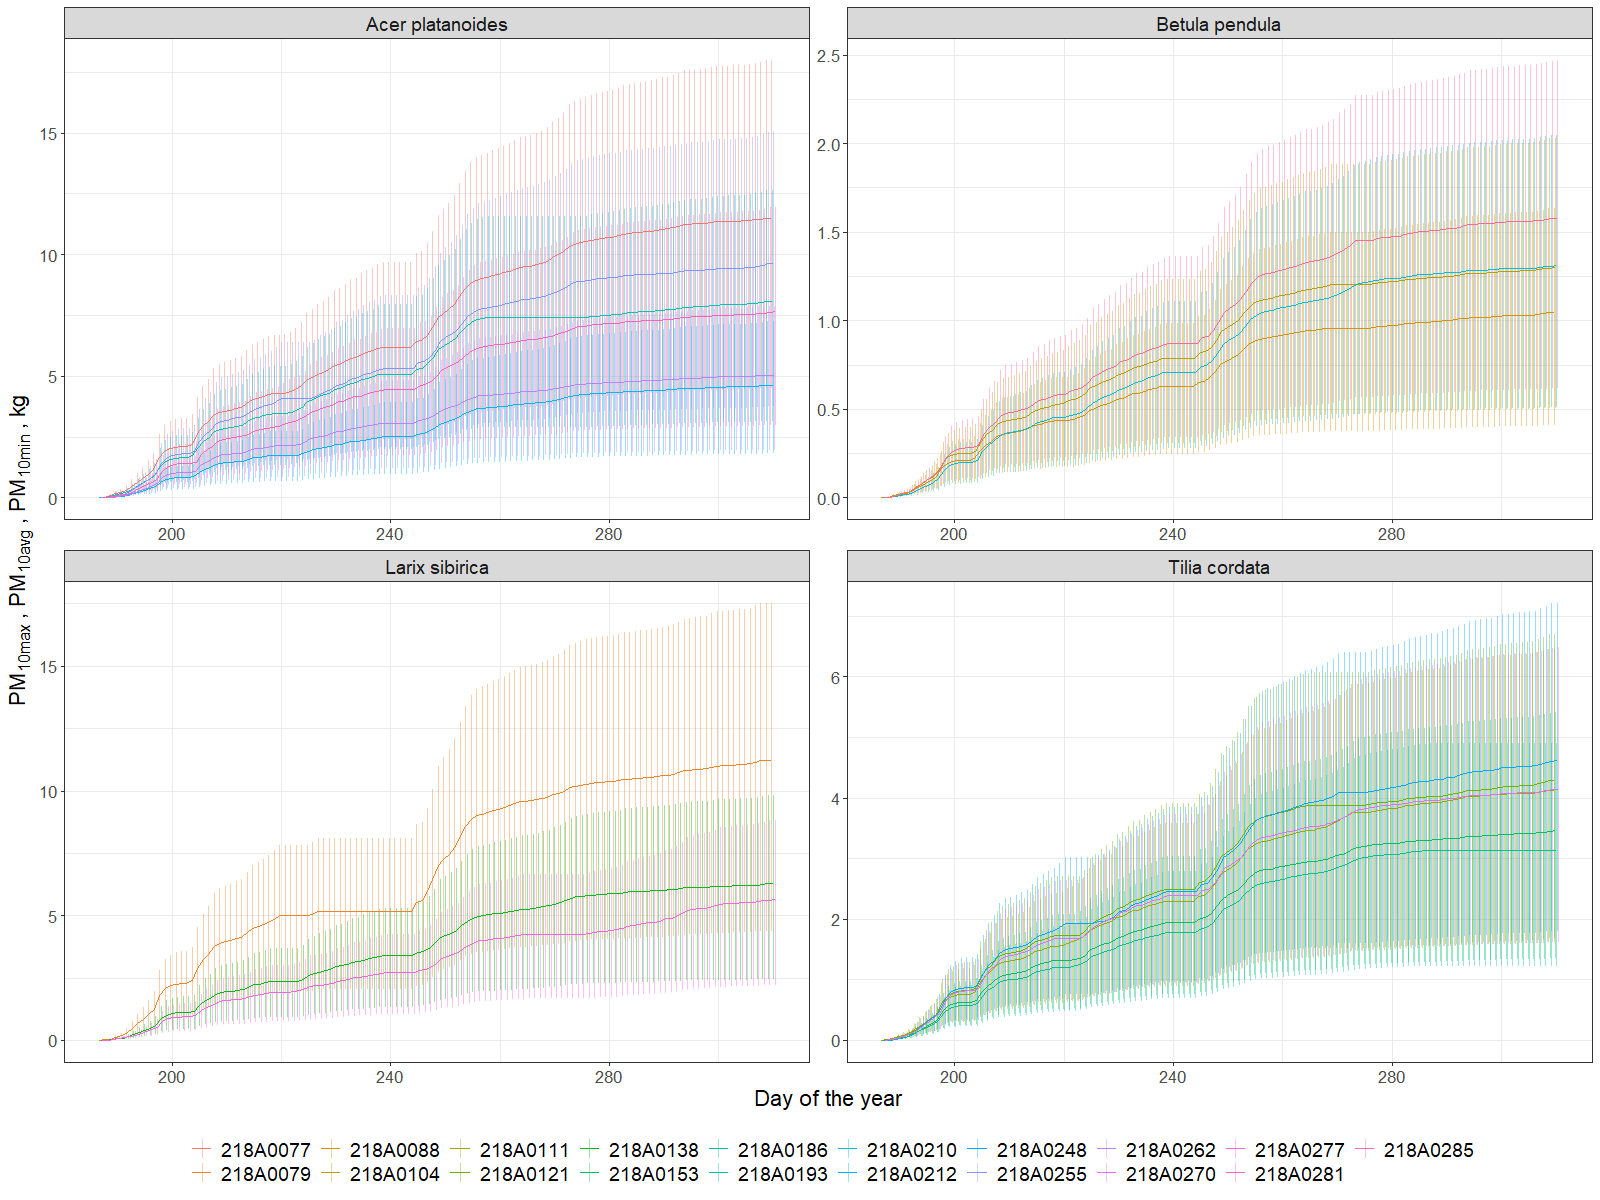 Acer platanoides
Betula pendula
15
10
5
0
2.5
2.0
1.5
1.0
0.5
0.0
200 240 280
200 240 280
Larix sibirica
Tilia cordata
15
10
5
0
6
4
2
0
200 240 280
200 240 280
PM10max , PM10avg , PM10min , kg
Day of the year
218A0077 218A0088 218A0111 218A0138 218A0186 218A0210 218A0248 218A0262 218A0277 218A0285
218A0079 218A0104 218A0121 218A0153 218A0193 218A0212 218A0255 218A0270 218A0281